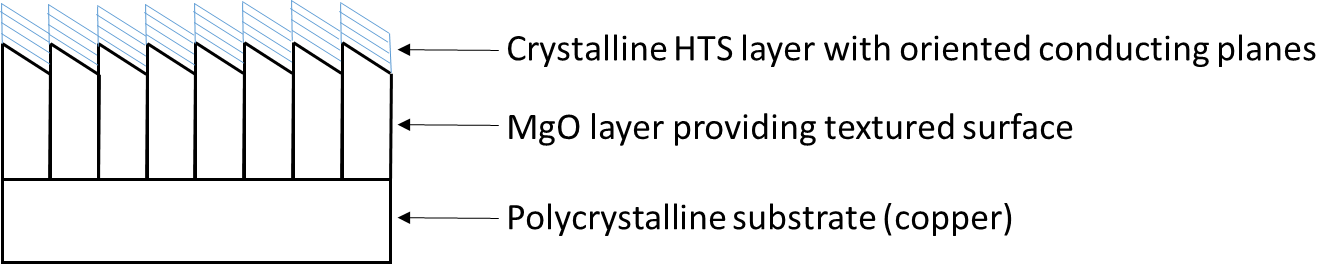 Crystalline HTS layer with oriented conducting planes
MgO layer providing textured surface
Polycrystalline substrate (copper)